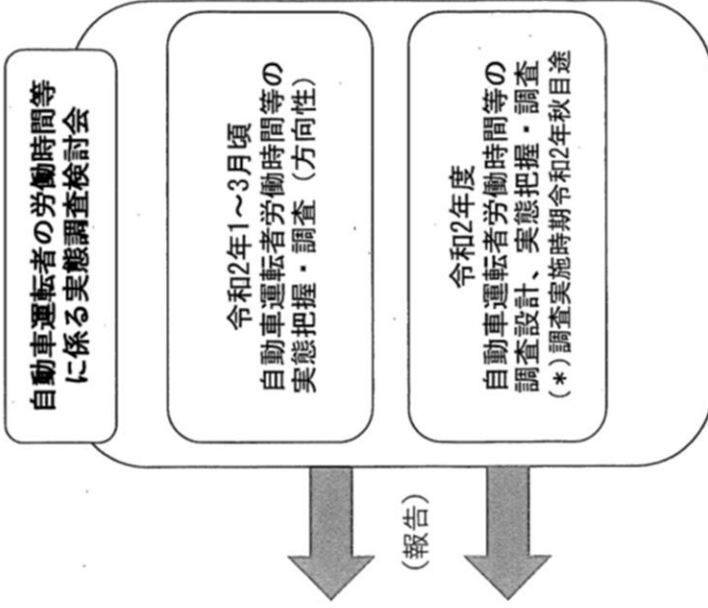 自動車運転者の労働時間等
に係る実態調査検討会
令和2年1～3月頃
自動車運転者労働時間等の
実態把握・調査（方向性）
令和2年度
自動車運転者労働時間等の
調査設計、実態把握・調査
(＊)調査実施時期令和2年秋目途
（報告）